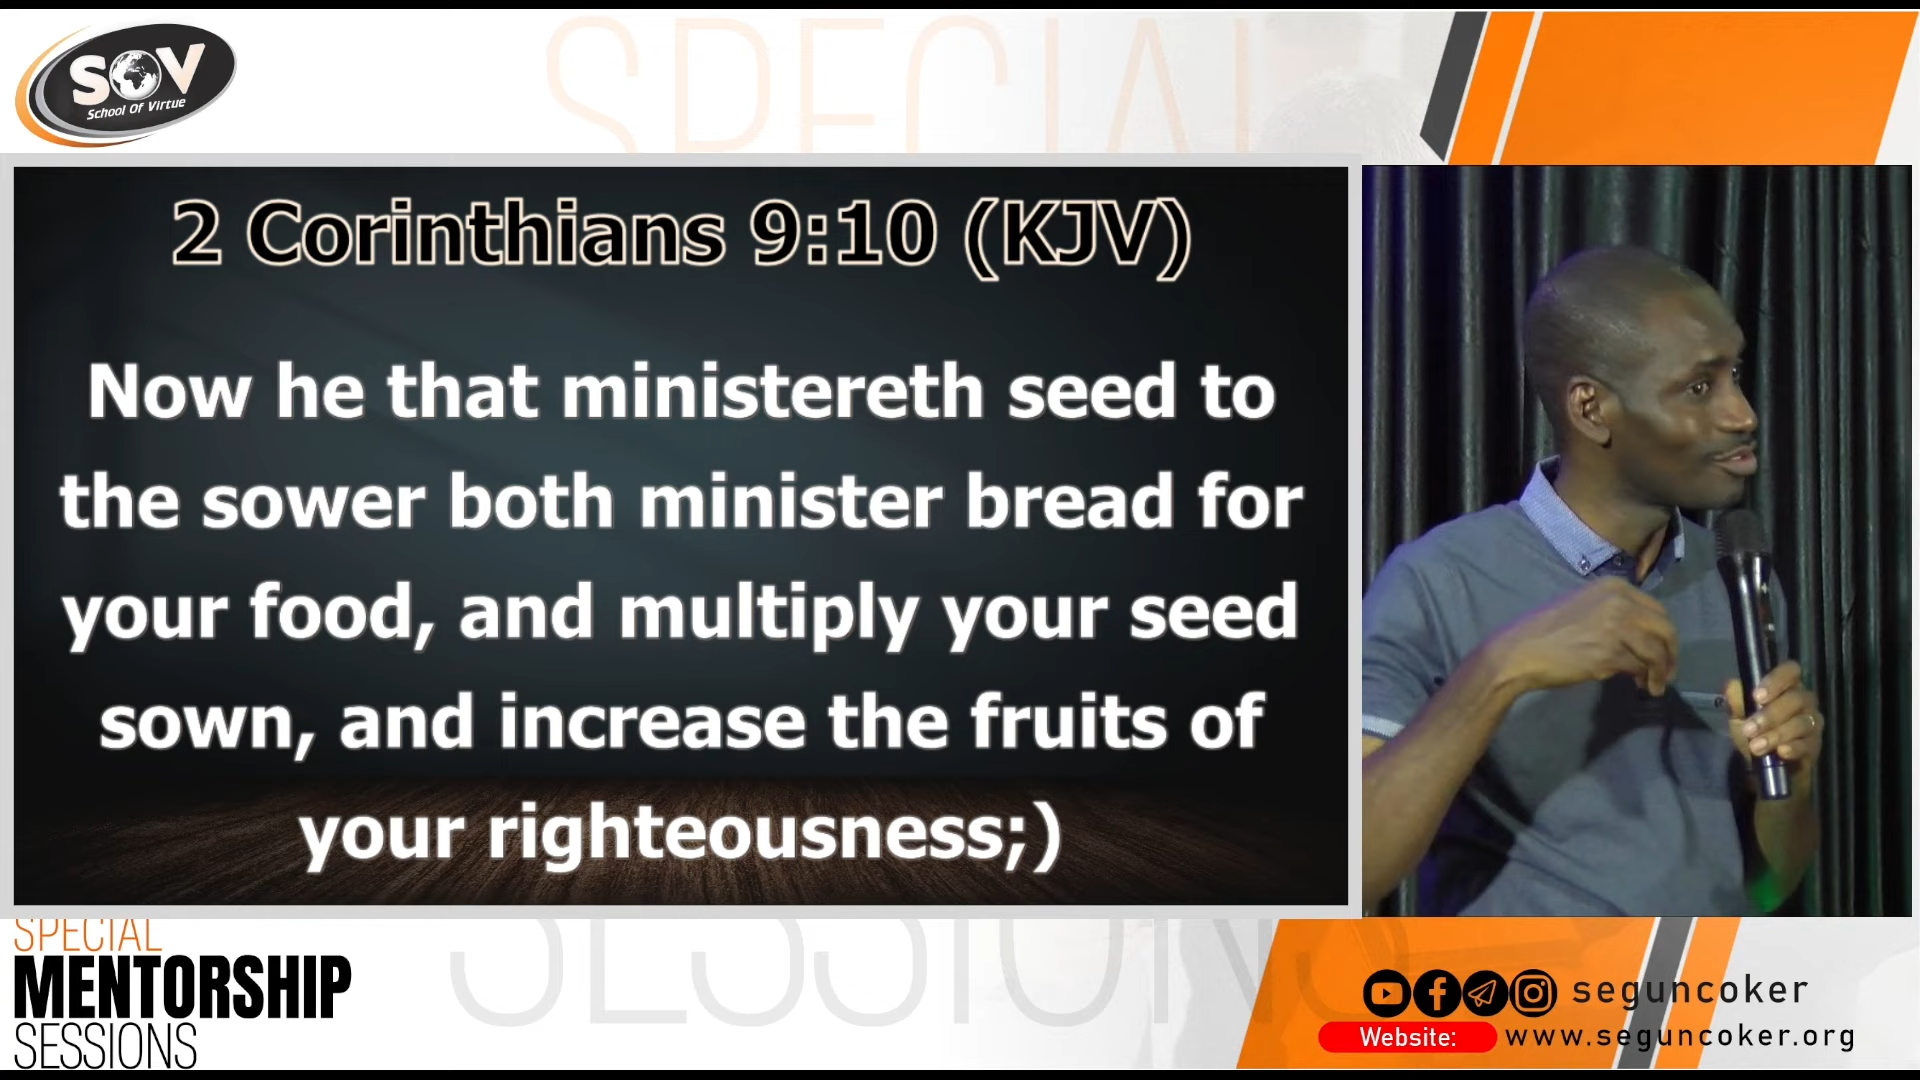 SPECIAL
SOV
School Of Virtue
2 Corinthians 9:10 (KJV)
Now he that ministereth seed to
the sower both minister bread for
your food, and multiply your seed
sown, and increase the fruits of
your righteousness;)
SPECIAL
MENTORSHIP
SESSIONS
SESSIONS
seguncoker
Website: www.seguncoker.org